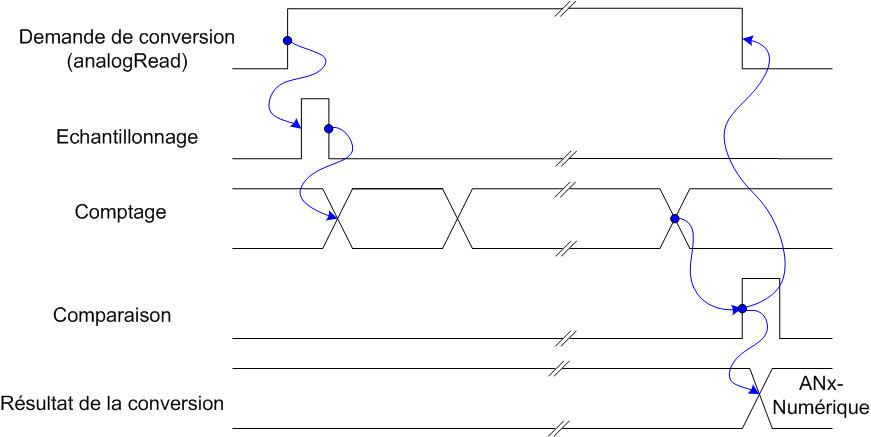 Demande de conversion
(analogRead)
Echantillonnage
Comptage
Comparaison
Résultat de la conversion
ANx-
Numérique